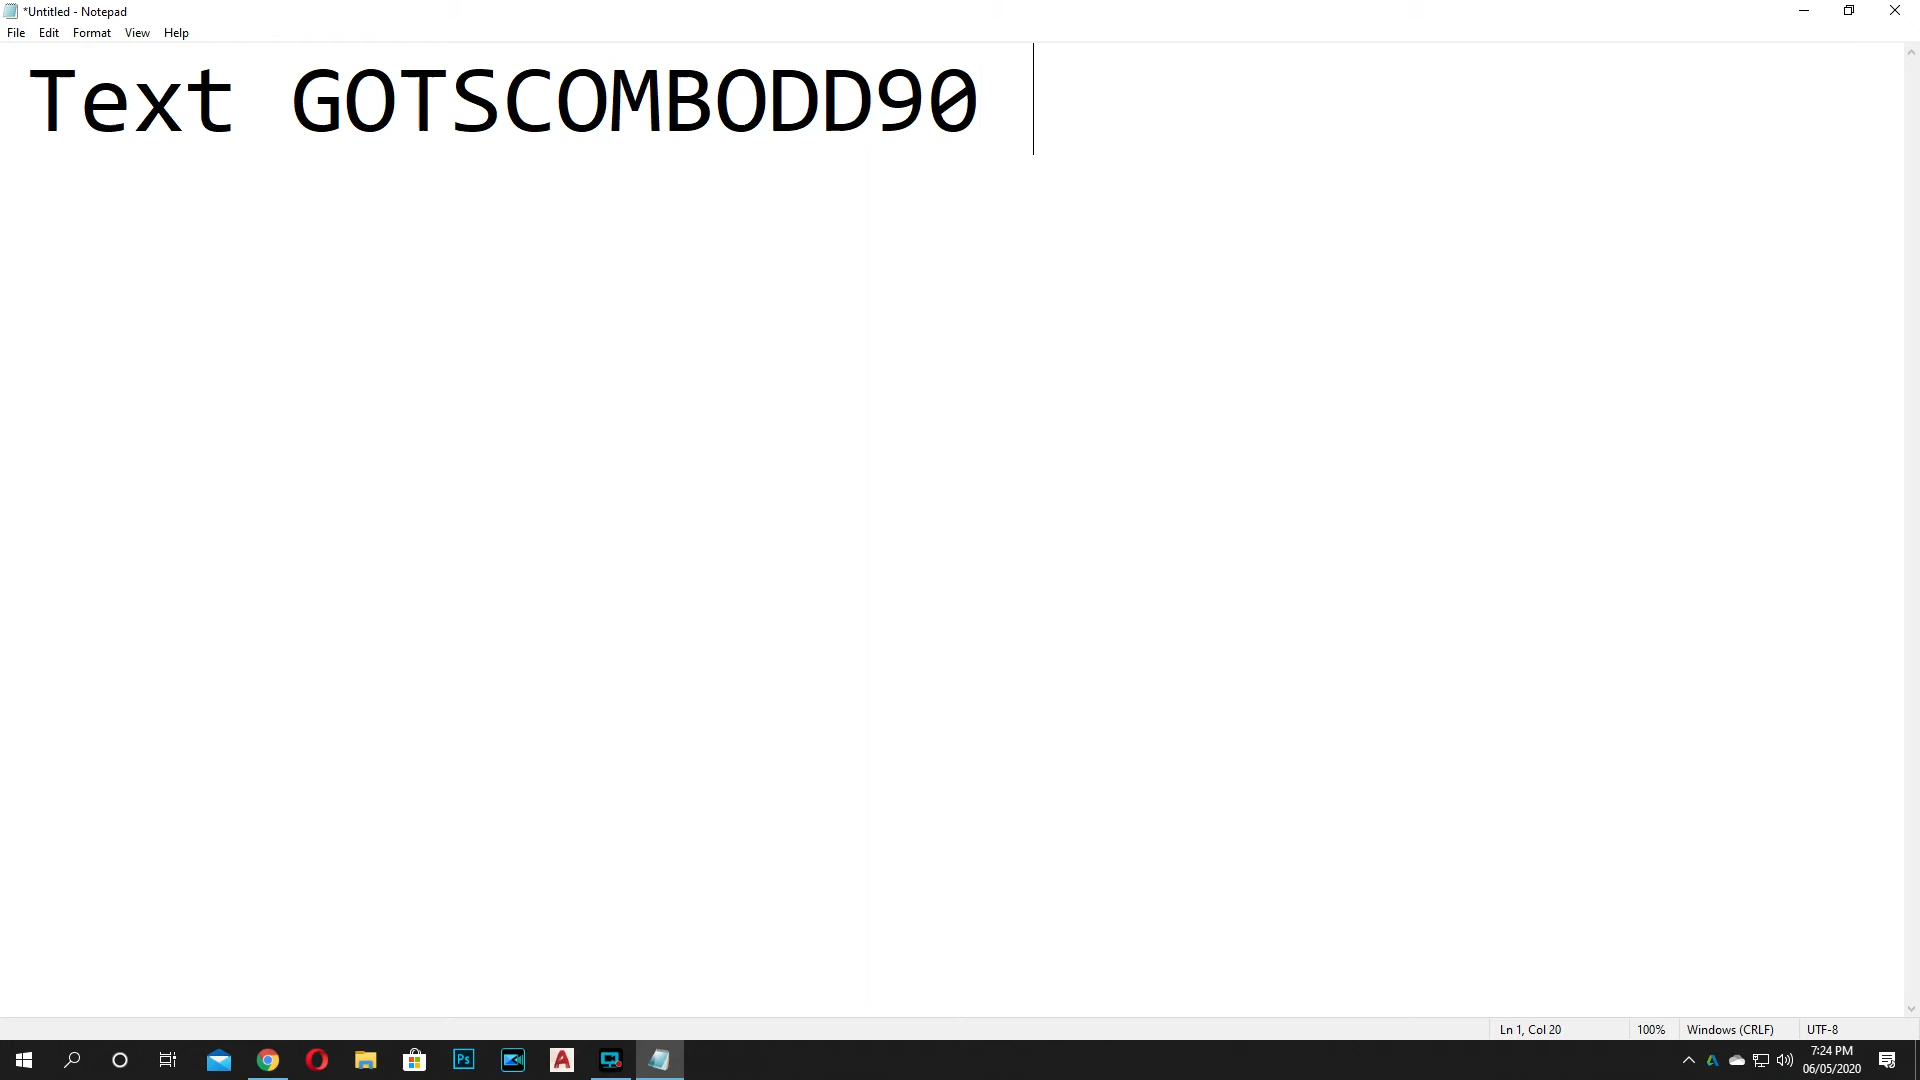 *Untitled - Notepad
File Edit Format View Help
Text GOTSCOMBODD90
Ln 1, Col 20 100% Windows (CRLF) UTF-8
Ps
7:24 PM
06/05/2020